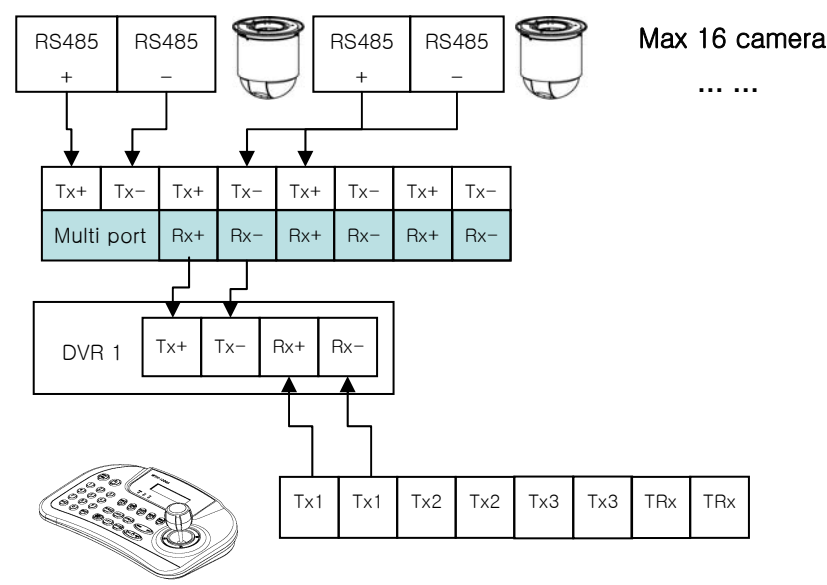 RS485 RS485 RS485 RS485 Max 16 camera
+ − + − ... ...
Tx+ Tx− Tx+ Tx− Tx+ Tx− Tx+ Tx−
Multi port Rx+ Rx− Rx+ Rx− Rx+ Rx−
DVR 1 Tx+ Tx− Rx+ Rx−
Tx1 Tx1 Tx2 Tx2 Tx3 Tx3 TRx TRx